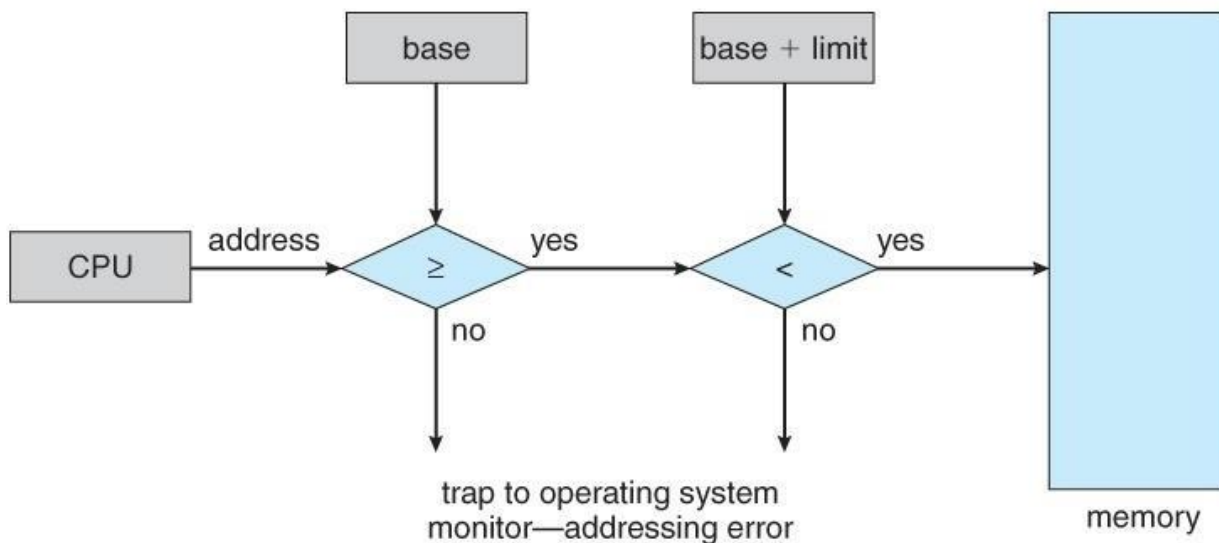 base
base + limit
CPU
address
≥
yes
<
yes
no
no
trap to operating system
monitor—addressing error
memory